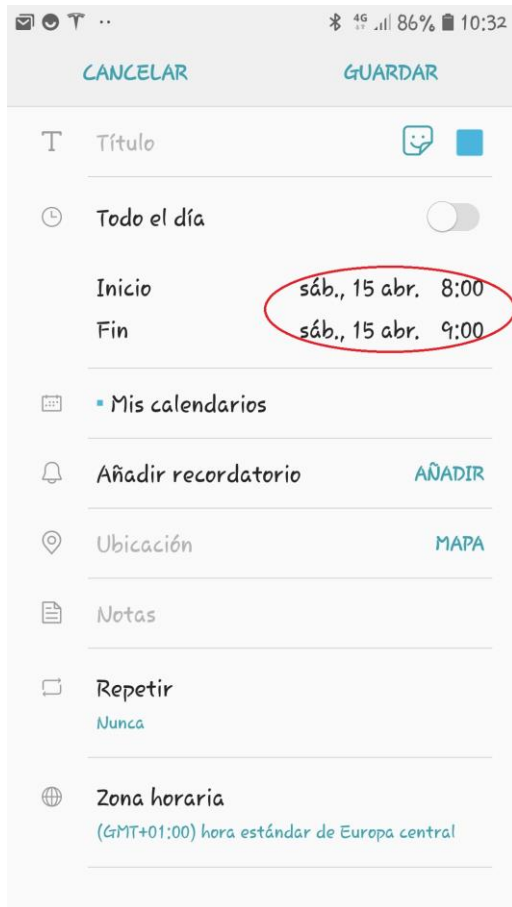 4G 86% 10:32
CANCELAR GUARDAR
Título
Todo el día
Inicio sáb., 15 abr. 8:00
Fin sáb., 15 abr. 9:00
Mis calendarios
Añadir recordatorio AÑADIR
Ubicación MAPA
Notas
Repetir
Nunca
Zona horaria
(GMT+01:00) hora estándar de Europa central